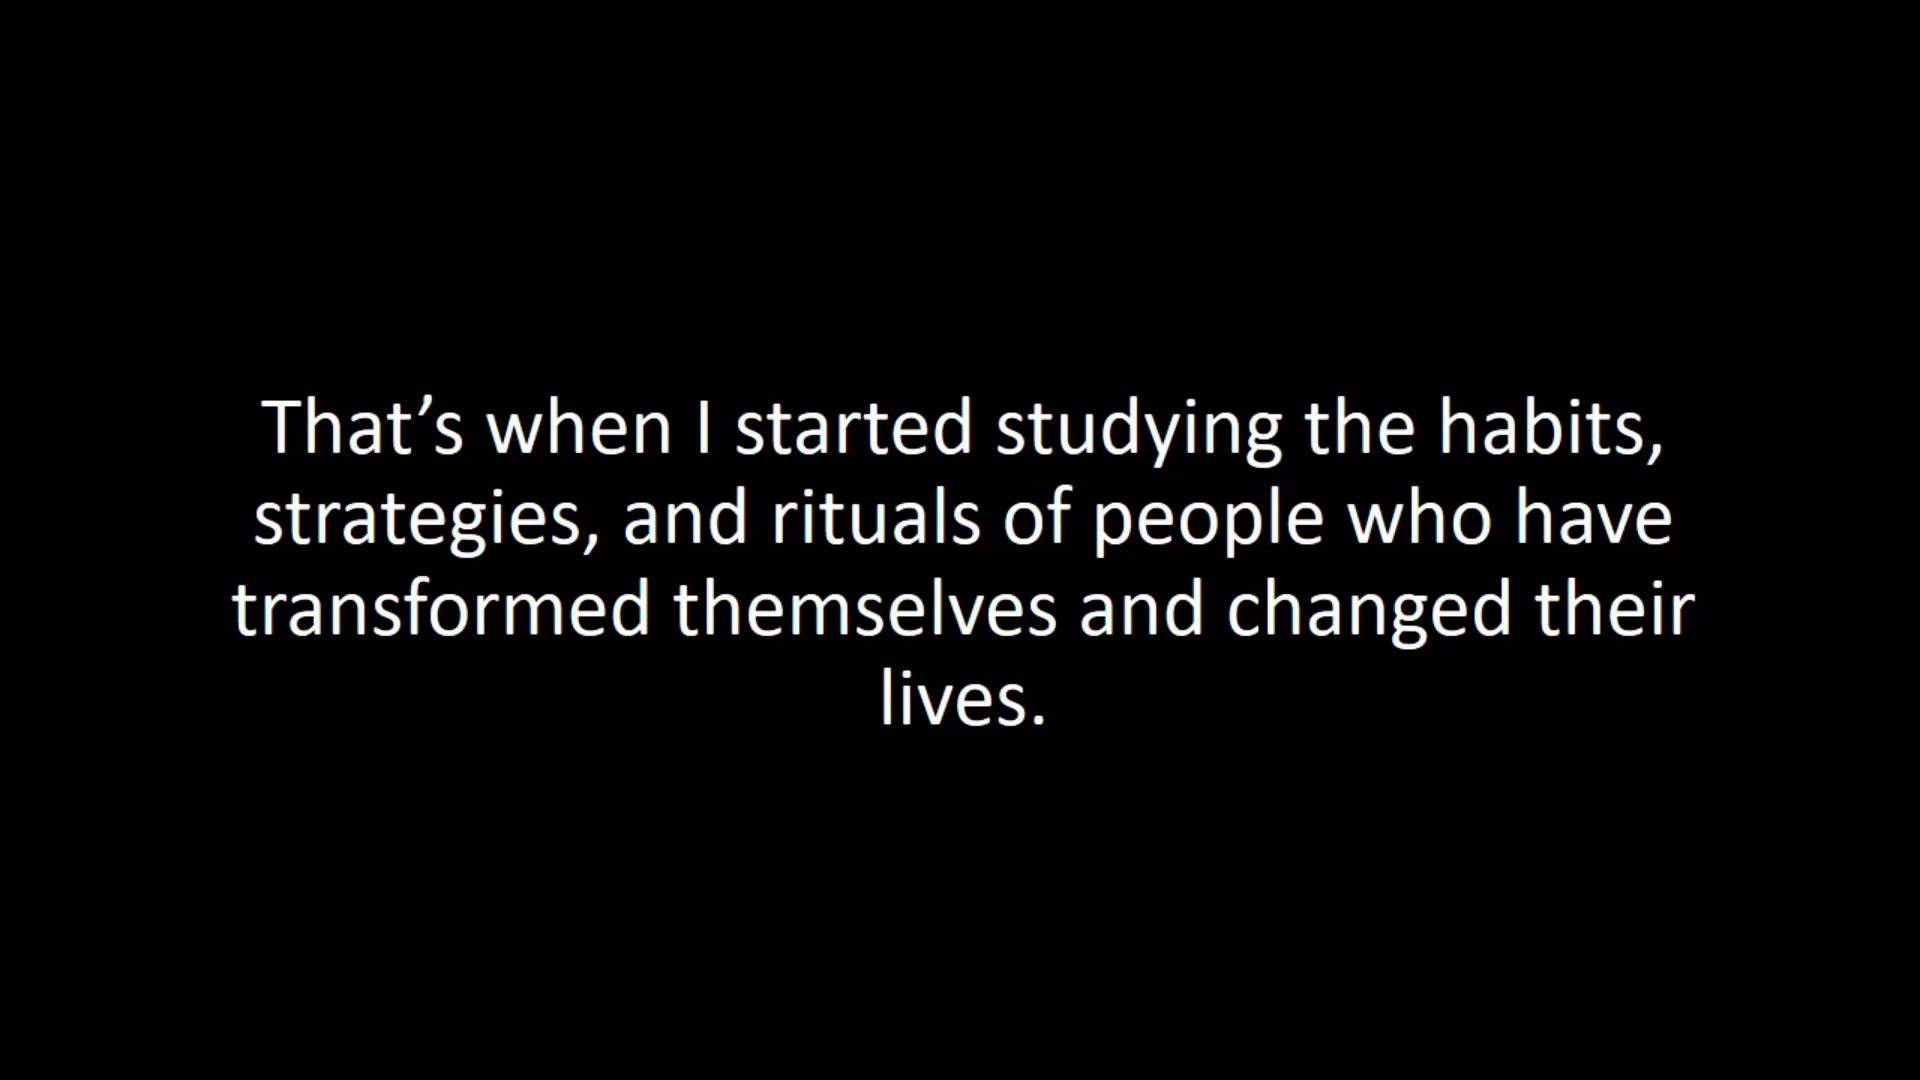 That’s when I started studying the habits,
strategies, and rituals of people who have
transformed themselves and changed their
lives.